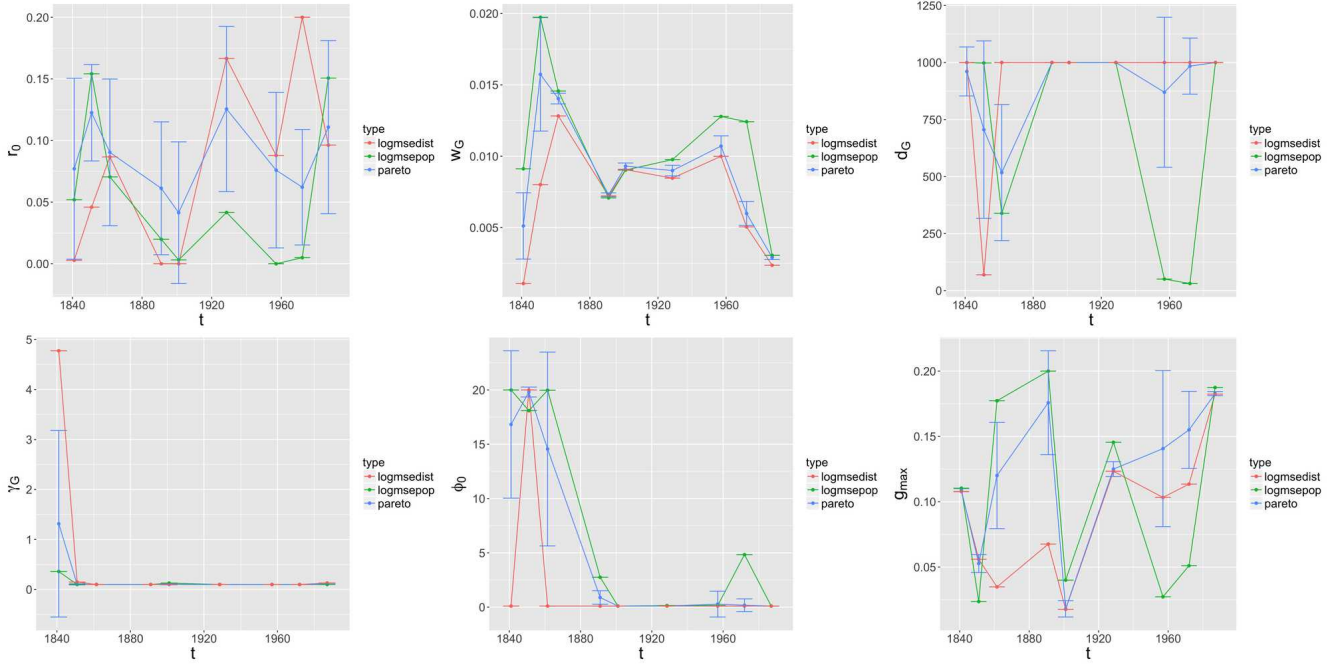 r₀
0.20
0.15
0.10
0.05
0.00
1840 1880 1920 1960
t
type
logmsedist
logmsepop
pareto
w_G
0.020
0.015
0.010
0.005
1840 1880 1920 1960
t
type
logmsedist
logmsepop
pareto
d_G
1250
1000
750
500
250
0
1840 1880 1920 1960
t
type
logmsedist
logmsepop
pareto
γ_G
5
4
3
2
1
0
1840 1880 1920 1960
t
type
logmsedist
logmsepop
pareto
ϕ₀
20
15
10
5
0
1840 1880 1920 1960
t
type
logmsedist
logmsepop
pareto
g_max
0.20
0.15
0.10
0.05
1840 1880 1920 1960
t
type
logmsedist
logmsepop
pareto